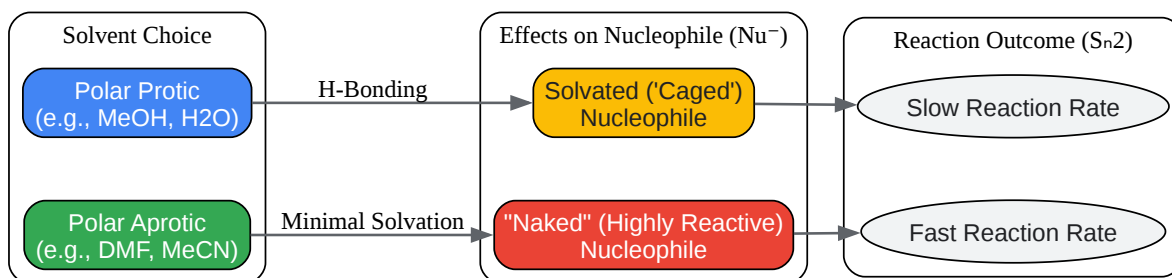 Solvent Choice
Polar Protic
(e.g., MeOH, H2O)
Polar Aprotic
(e.g., DMF, MeCN)
H-Bonding
Minimal Solvation
Effects on Nucleophile (Nu⁻)
Solvated ('Caged')
Nucleophile
"Naked" (Highly Reactive)
Nucleophile
Reaction Outcome (Sₙ2)
Slow Reaction Rate
Fast Reaction Rate